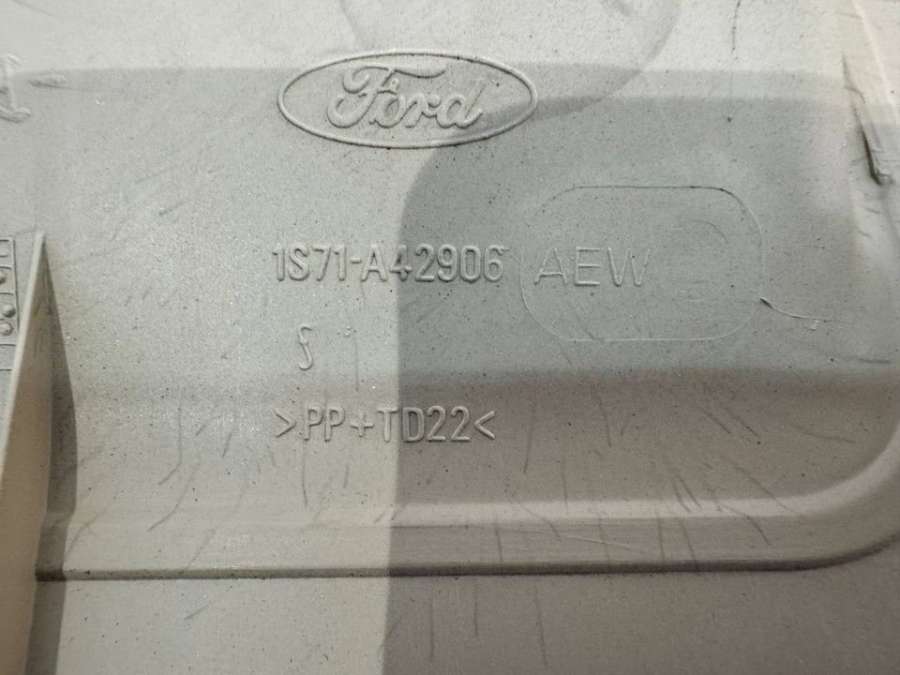 Ford
1S71-A42906 AEW
S
>PP+TD22<